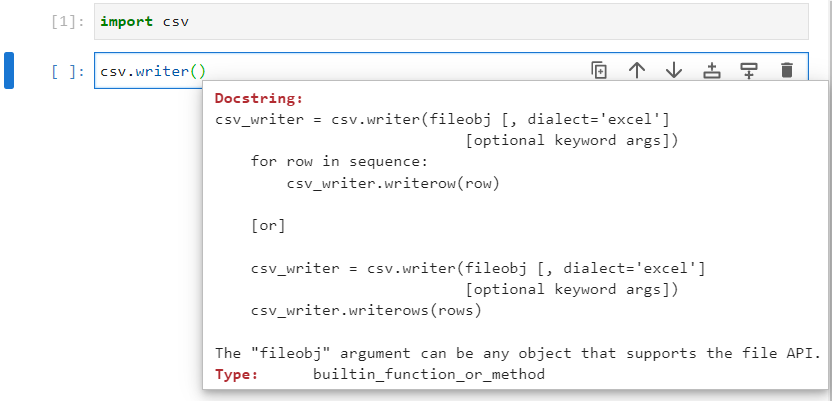 [1]: import csv
[ ]: csv.writer()
Docstring:
csv_writer = csv.writer(fileobj [, dialect='excel']
                            [optional keyword args])
    for row in sequence:
        csv_writer.writerow(row)

    [or]

    csv_writer = csv.writer(fileobj [, dialect='excel']
                            [optional keyword args])
    csv_writer.writerows(rows)

The "fileobj" argument can be any object that supports the file API.
Type:      builtin_function_or_method